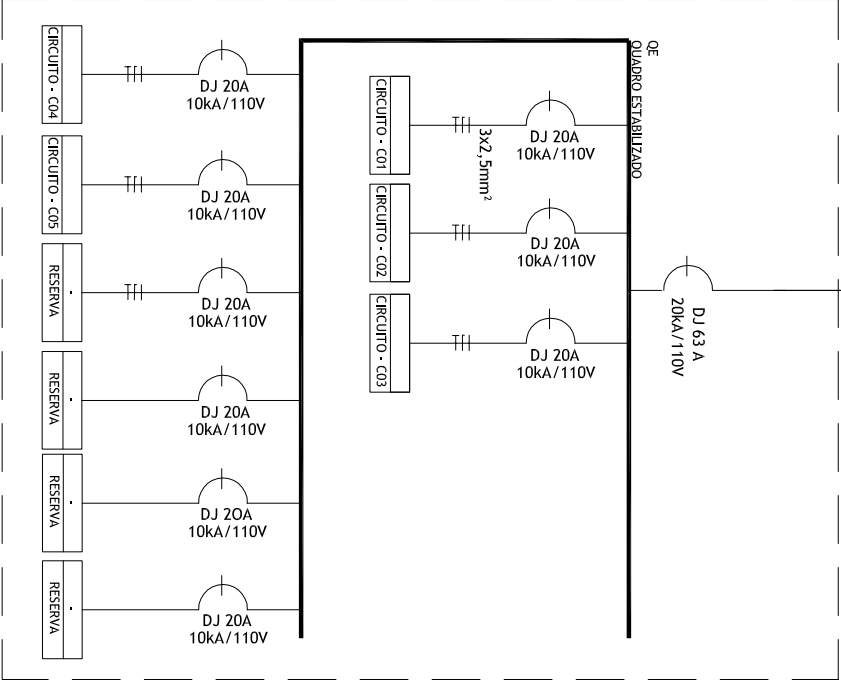 CIRCUITO - C04
DJ 20A
10kA/110V
CIRCUITO - C05
DJ 20A
10kA/110V
RESERVA
-
DJ 20A
10kA/110V
RESERVA
-
DJ 20A
10kA/110V
RESERVA
-
DJ 2OA
10kA/110V
RESERVA
-
DJ 20A
10kA/110V
CIRCUITO - C01
3x2,5mm²
DJ 20A
10kA/110V
CIRCUITO - C02
DJ 20A
10kA/110V
CIRCUITO - C03
DJ 20A
10kA/110V
QE
QUADRO ESTABILIZADO
DJ 63 A
20kA/110V